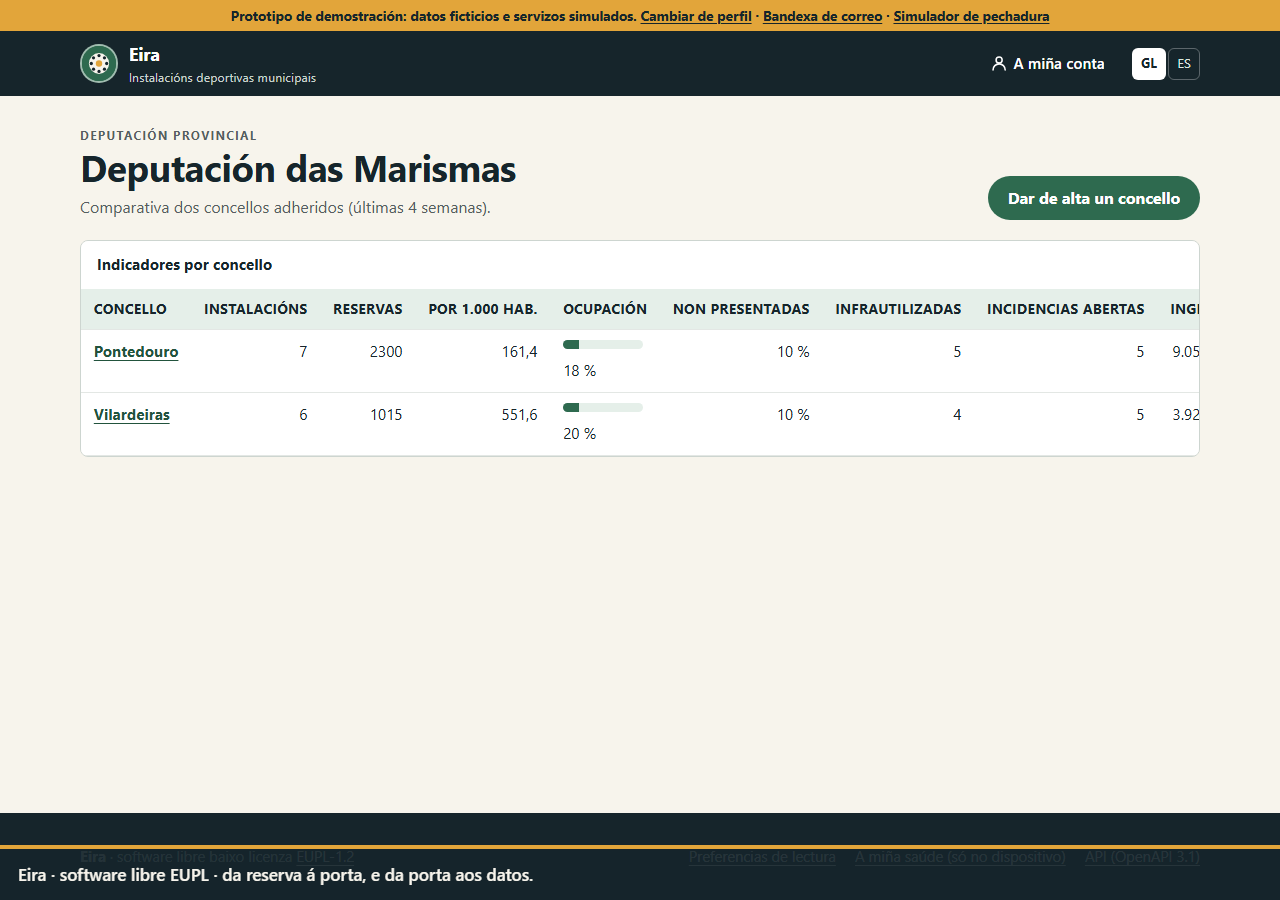 Prototipo de demostración: datos ficticios e servizos simulados. Cambiar de perfil · Bandexa de correo · Simulador de pechadura
Eira
Instalacións deportivas municipais
A miña conta
GL
ES
DEPUTACIÓN PROVINCIAL
Deputación das Marismas
Comparativa dos concellos adheridos (últimas 4 semanas).
Dar de alta un concello
Indicadores por concello
CONCELLO INSTALACIÓNS RESERVAS POR 1.000 HAB. OCUPACIÓN NON PRESENTADAS INFRAUTILIZADAS INCIDENCIAS ABERTAS
Pontedouro 7 2300 161,4 18 % 10 % 5 5 9.05
Vilardeiras 6 1015 551,6 20 % 10 % 4 5 3.92
Eira · software libre baixo licenza EUPL-1.2
Preferencias de lectura A miña saúde (só no dispositivo) API (OpenAPI 3.1)
Eira · software libre EUPL · da reserva á porta, e da porta aos datos.